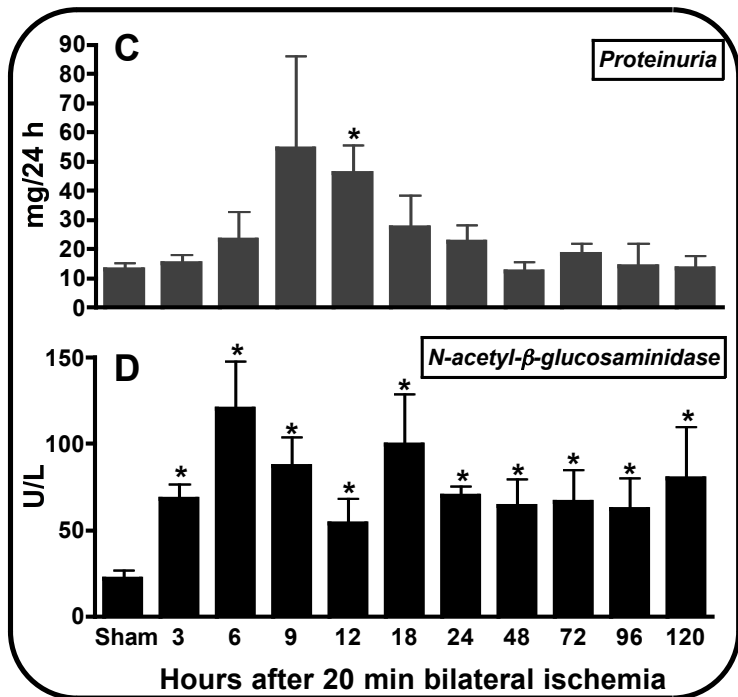 C
Proteinuria
mg/24 h
90
80
70
60
50
40
30
20
10
0
*
D
N-acetyl-β-glucosaminidase
U/L
150
100
50
0
* * * * * * * * * *
Sham 3 6 9 12 18 24 48 72 96 120
Hours after 20 min bilateral ischemia